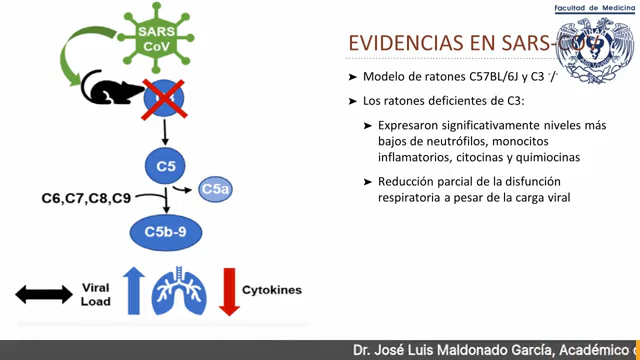 SARS
CoV
C5
C5a
C6,C7,C8,C9
C5b-9
Viral
Load
Cytokines
Facultad de Medicina
EVIDENCIAS EN SARS-CoV
➤ Modelo de ratones C57BL/6J y C3 -/-
➤ Los ratones deficientes de C3:
➤ Expresaron significativamente niveles más
bajos de neutrófilos, monocitos
inflamatorios, citocinas y quimiocinas
➤ Reducción parcial de la disfunción
respiratoria a pesar de la carga viral
Dr. José Luis Maldonado García, Académico